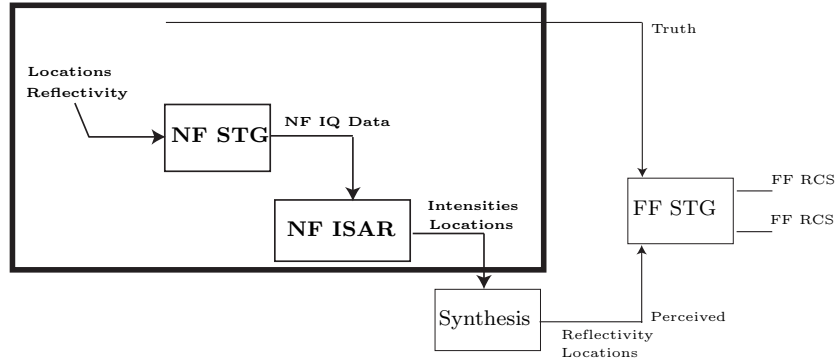 Truth
Locations
Reflectivity
NF STG
NF IQ Data
FF RCS
FF STG
FF RCS
Intensities
Locations
NF ISAR
Synthesis
Perceived
Reflectivity
Locations